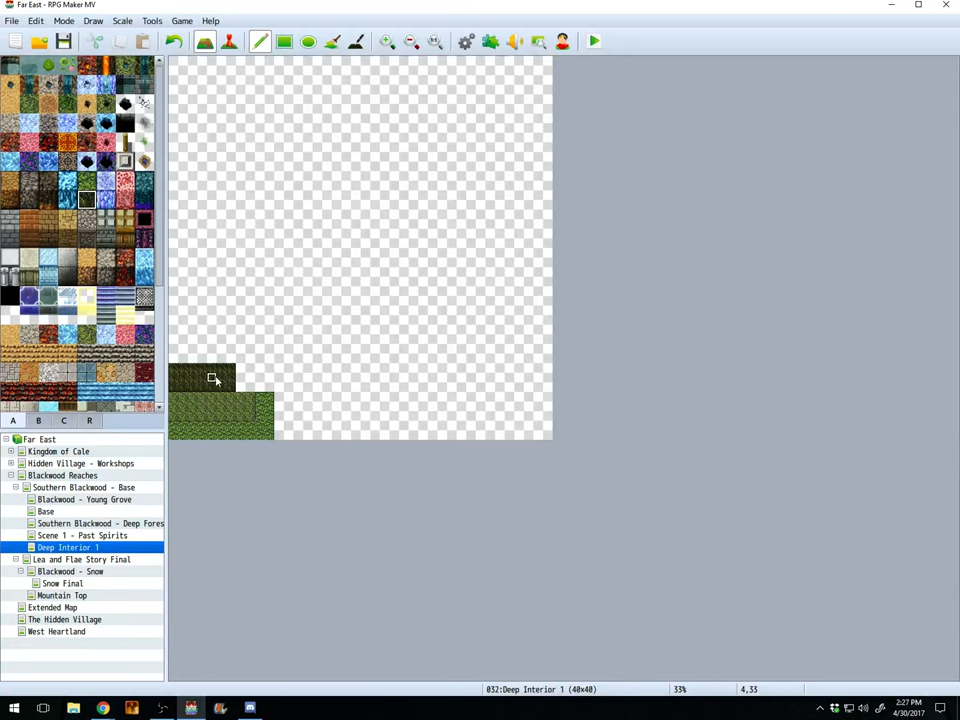 Far East - RPG Maker MV
File Edit Mode Draw Scale Tools Game Help
1:1
A B C R
Far East
Kingdom of Cale
Hidden Village - Workshops
Blackwood Reaches
Southern Blackwood - Base
Blackwood - Young Grove
Base
Southern Blackwood - Deep Fores
Scene 1 - Past Spirits
Deep Interior 1
Lea and Flae Story Final
Blackwood - Snow
Snow Final
Mountain Top
Extended Map
The Hidden Village
West Heartland
032:Deep Interior 1 (40x40) 33% 4,33
2:27 PM
4/30/2017